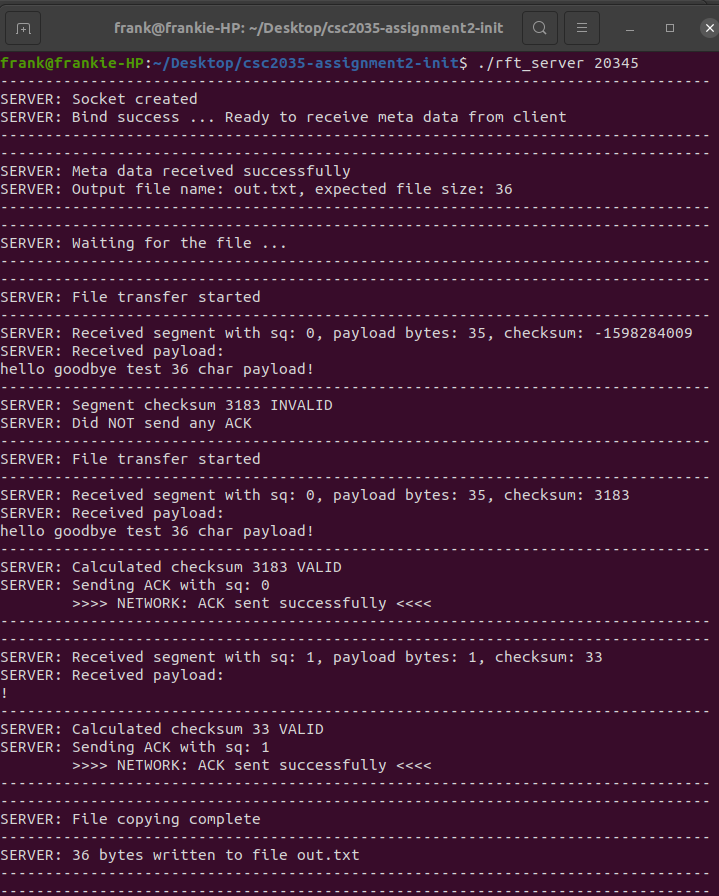 frank@frankie-HP: ~/Desktop/csc2035-assignment2-init
frank@frankie-HP:~/Desktop/csc2035-assignment2-init$ ./rft_server 20345
-------------------------------------------------------------------------------
SERVER: Socket created
SERVER: Bind success ... Ready to receive meta data from client
-------------------------------------------------------------------------------
-------------------------------------------------------------------------------
SERVER: Meta data received successfully
SERVER: Output file name: out.txt, expected file size: 36
-------------------------------------------------------------------------------
-------------------------------------------------------------------------------
SERVER: Waiting for the file ...
-------------------------------------------------------------------------------
-------------------------------------------------------------------------------
SERVER: File transfer started
-------------------------------------------------------------------------------
SERVER: Received segment with sq: 0, payload bytes: 35, checksum: -1598284009
SERVER: Received payload:
hello goodbye test 36 char payload!
-------------------------------------------------------------------------------
SERVER: Segment checksum 3183 INVALID
SERVER: Did NOT send any ACK
-------------------------------------------------------------------------------
SERVER: File transfer started
-------------------------------------------------------------------------------
SERVER: Received segment with sq: 0, payload bytes: 35, checksum: 3183
SERVER: Received payload:
hello goodbye test 36 char payload!
-------------------------------------------------------------------------------
SERVER: Calculated checksum 3183 VALID
SERVER: Sending ACK with sq: 0
>>>> NETWORK: ACK sent successfully <<<<
-------------------------------------------------------------------------------
-------------------------------------------------------------------------------
SERVER: Received segment with sq: 1, payload bytes: 1, checksum: 33
SERVER: Received payload:
!
-------------------------------------------------------------------------------
SERVER: Calculated checksum 33 VALID
SERVER: Sending ACK with sq: 1
>>>> NETWORK: ACK sent successfully <<<<
-------------------------------------------------------------------------------
-------------------------------------------------------------------------------
SERVER: File copying complete
-------------------------------------------------------------------------------
SERVER: 36 bytes written to file out.txt
-------------------------------------------------------------------------------
-------------------------------------------------------------------------------